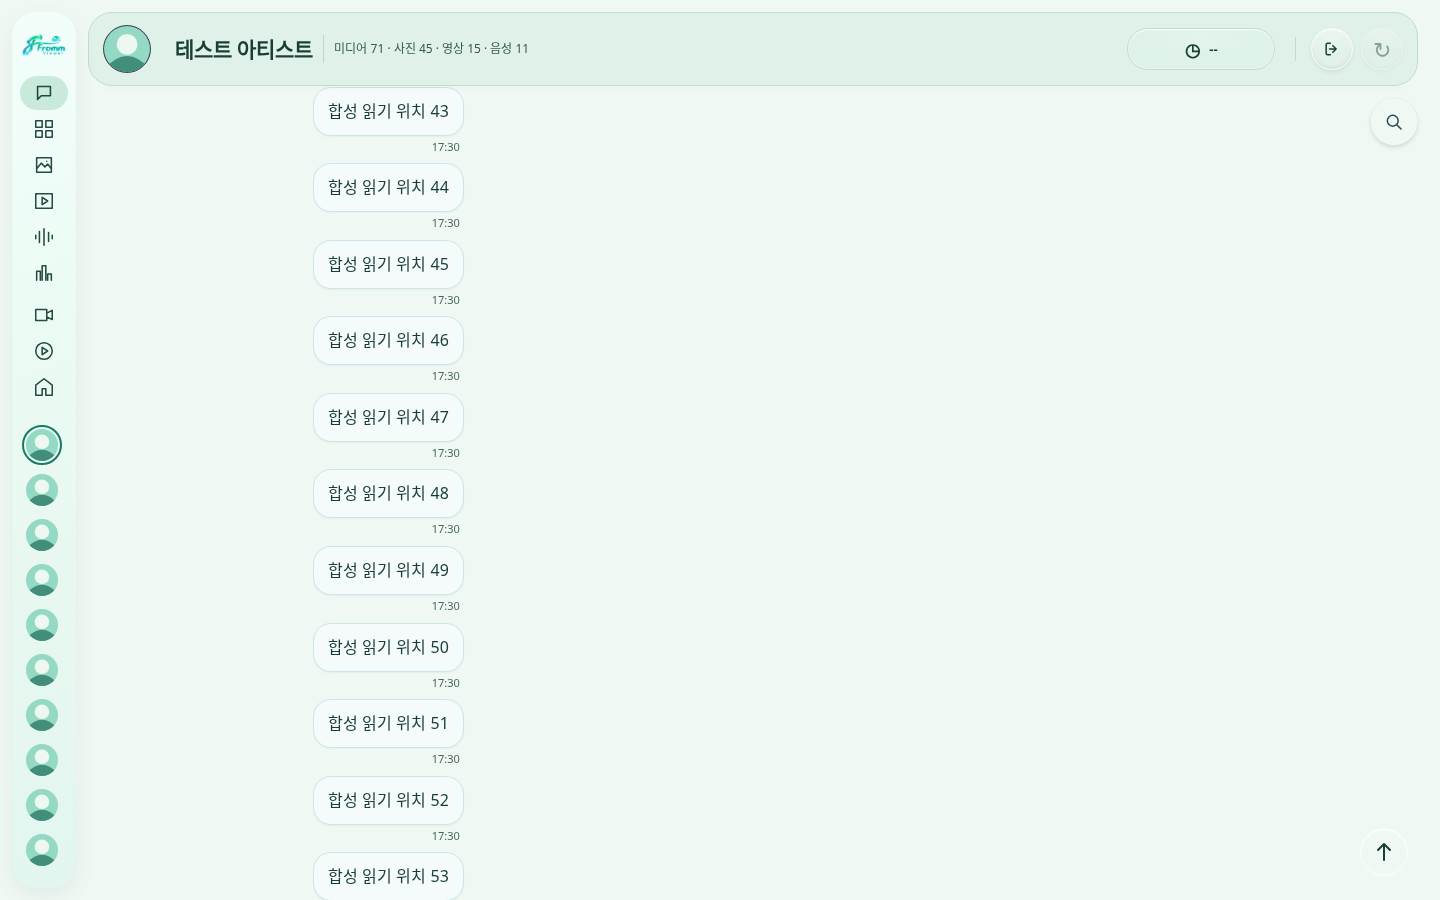 Fromm
Viewer
테스트 아티스트
미디어 71 · 사진 45 · 영상 15 · 음성 11
--
합성 읽기 위치 43
17:30
합성 읽기 위치 44
17:30
합성 읽기 위치 45
17:30
합성 읽기 위치 46
17:30
합성 읽기 위치 47
17:30
합성 읽기 위치 48
17:30
합성 읽기 위치 49
17:30
합성 읽기 위치 50
17:30
합성 읽기 위치 51
17:30
합성 읽기 위치 52
17:30
합성 읽기 위치 53